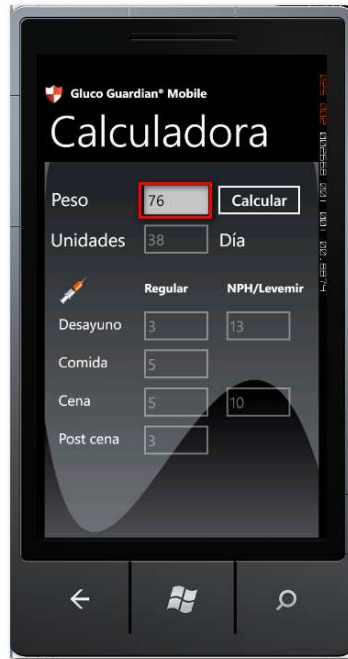 Gluco Guardian® Mobile
Calculadora
Peso 76 Calcular
Unidades 38 Día
Regular NPH/Levemir
Desayuno 3 13
Comida 5
Cena 5 10
Post cena 3